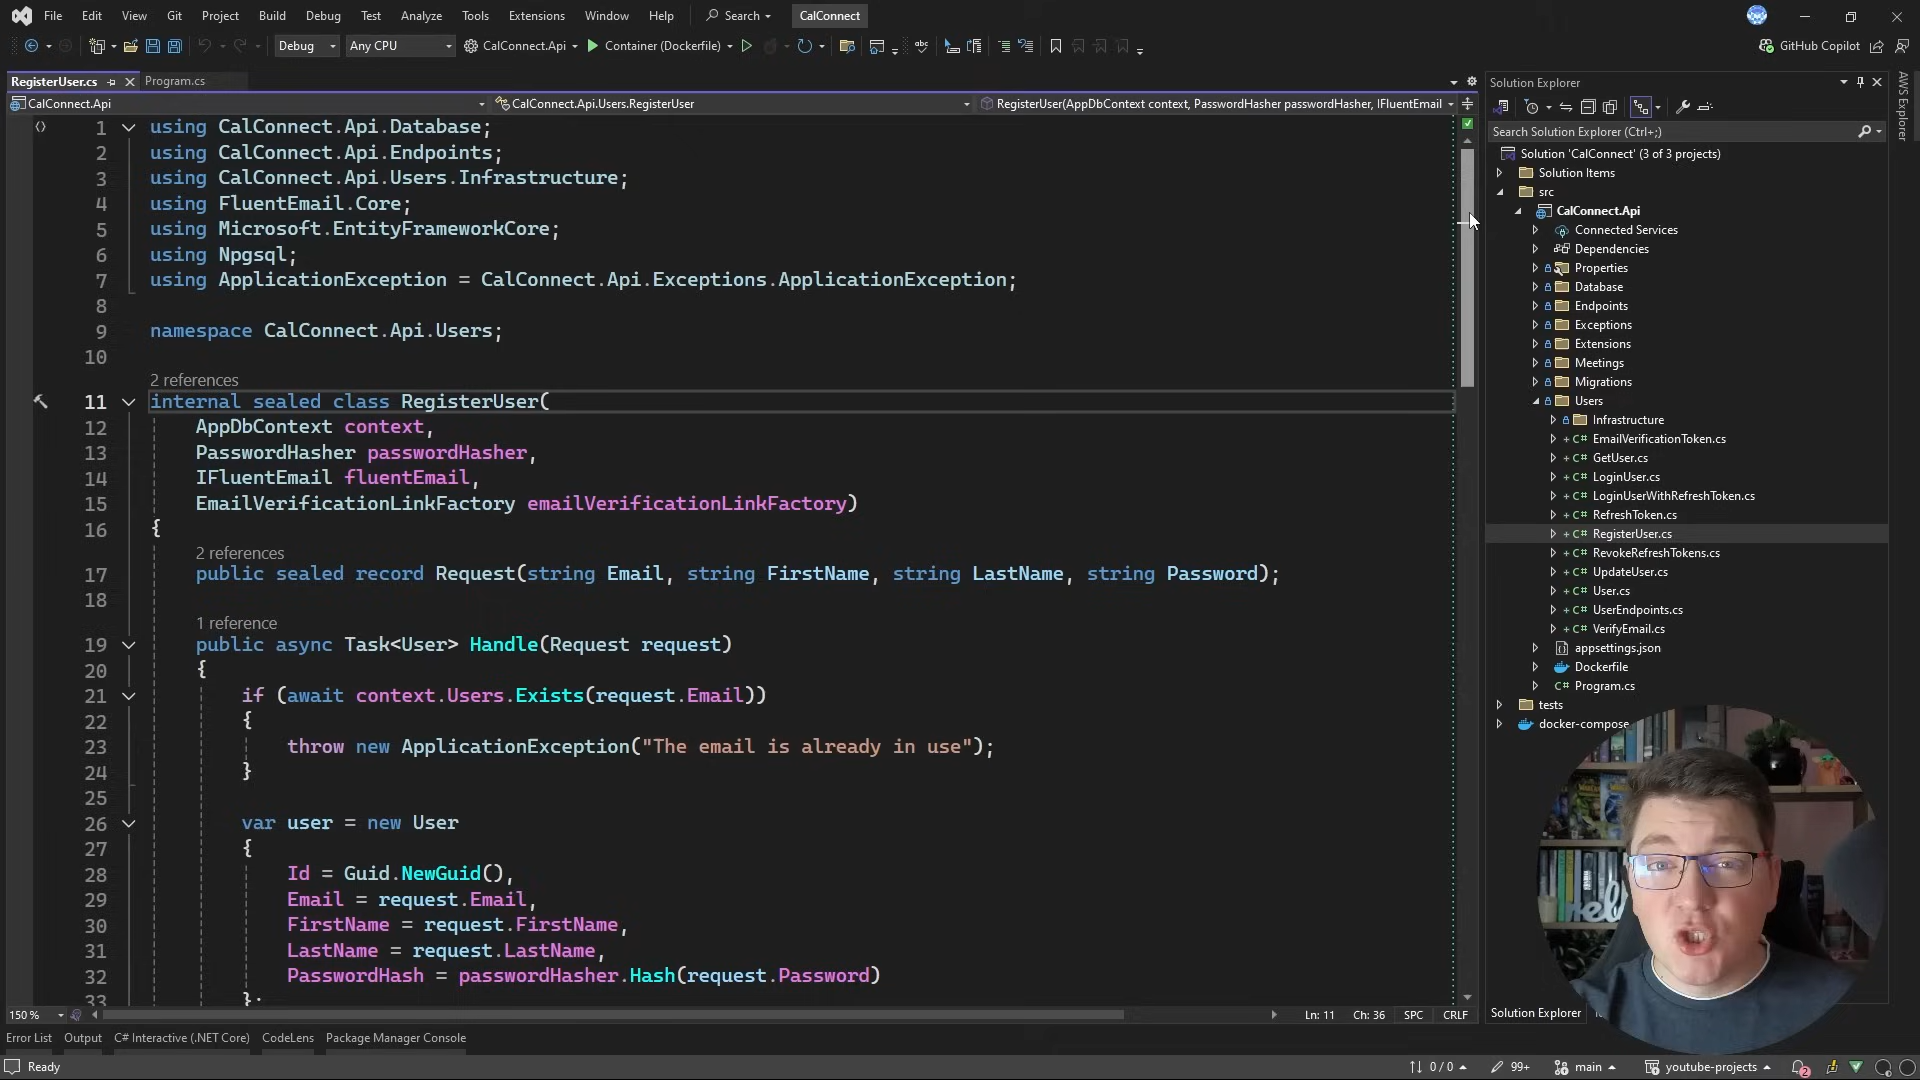 File Edit View Git Project Build Debug Test Analyze Tools Extensions Window Help Search CalConnect
Debug Any CPU CalConnect.Api Container (Dockerfile) GitHub Copilot
RegisterUser.cs Program.cs
CalConnect.Api CalConnect.Api.Users.RegisterUser RegisterUser(AppDbContext context, PasswordHasher passwordHasher, IFluentEmail
1 using CalConnect.Api.Database;
2 using CalConnect.Api.Endpoints;
3 using CalConnect.Api.Users.Infrastructure;
4 using FluentEmail.Core;
5 using Microsoft.EntityFrameworkCore;
6 using Npgsql;
7 using ApplicationException = CalConnect.Api.Exceptions.ApplicationException;
8
9 namespace CalConnect.Api.Users;
10
2 references
11 internal sealed class RegisterUser(
12 AppDbContext context,
13 PasswordHasher passwordHasher,
14 IFluentEmail fluentEmail,
15 EmailVerificationLinkFactory emailVerificationLinkFactory)
16 {
2 references
17 public sealed record Request(string Email, string FirstName, string LastName, string Password);
18
1 reference
19 public async Task<User> Handle(Request request)
20 {
21 if (await context.Users.Exists(request.Email))
22 {
23 throw new ApplicationException("The email is already in use");
24 }
25
26 var user = new User
27 {
28 Id = Guid.NewGuid(),
29 Email = request.Email,
30 FirstName = request.FirstName,
31 LastName = request.LastName,
32 PasswordHash = passwordHasher.Hash(request.Password)
33 };
150 % Ln: 11 Ch: 36 SPC CRLF
Error List Output C# Interactive (.NET Core) CodeLens Package Manager Console
Ready 0 / 0 99+ main youtube-projects 2
Solution Explorer
Search Solution Explorer (Ctrl+;)
Solution 'CalConnect' (3 of 3 projects)
Solution Items
src
CalConnect.Api
Connected Services
Dependencies
Properties
Database
Endpoints
Exceptions
Extensions
Meetings
Migrations
Users
Infrastructure
C# EmailVerificationToken.cs
C# GetUser.cs
C# LoginUser.cs
C# LoginUserWithRefreshToken.cs
C# RefreshToken.cs
C# RegisterUser.cs
C# RevokeRefreshTokens.cs
C# UpdateUser.cs
C# User.cs
C# UserEndpoints.cs
C# VerifyEmail.cs
appsettings.json
Dockerfile
C# Program.cs
tests
docker-compose
Solution Explorer
AWS Explorer